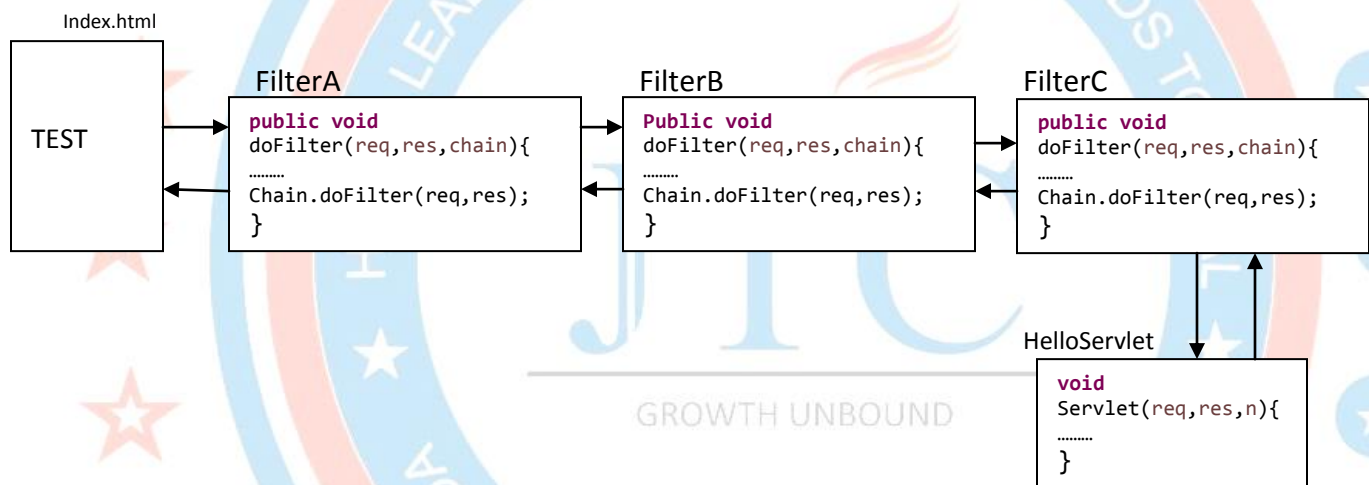 Index.html
TEST
FilterA
public void
doFilter(req,res,chain){
………
Chain.doFilter(req,res);
}
FilterB
Public void
doFilter(req,res,chain){
………
Chain.doFilter(req,res);
}
FilterC
public void
doFilter(req,res,chain){
………
Chain.doFilter(req,res);
}
HelloServlet
void
Servlet(req,res,n){
………
}
JTC
GROWTH UNBOUND